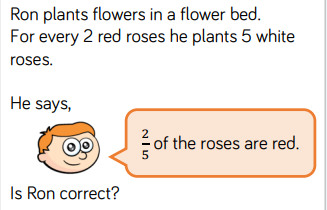 Ron plants flowers in a flower bed.
For every 2 red roses he plants 5 white
roses.
He says,
2/5 of the roses are red.
Is Ron correct?